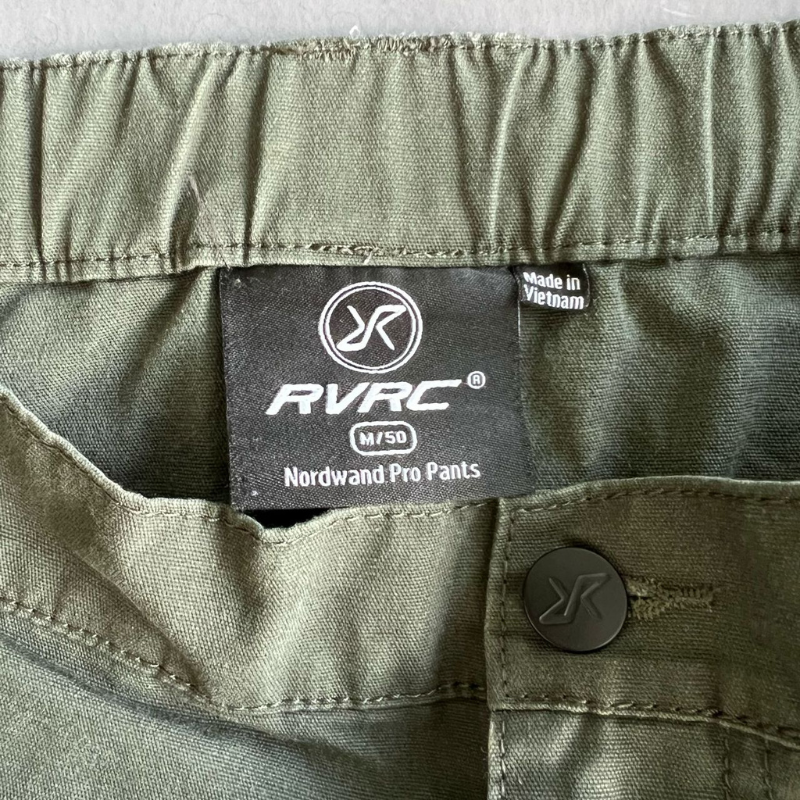 RVRC®
M/50
Nordwand Pro Pants
Made in
Vietnam